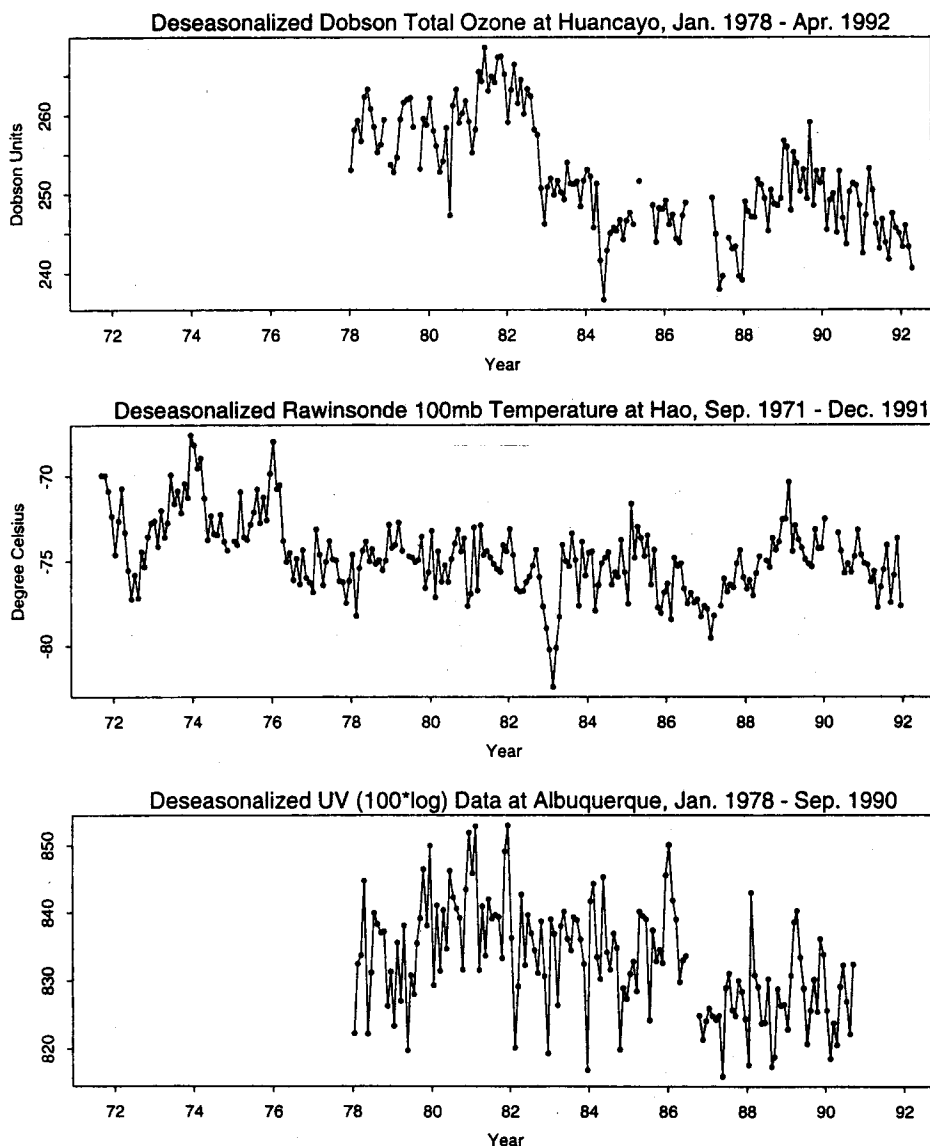 Deseasonalized Dobson Total Ozone at Huancayo, Jan. 1978 - Apr. 1992
Dobson Units
260
250
240
72 74 76 78 80 82 84 86 88 90 92
Year
Deseasonalized Rawinsonde 100mb Temperature at Hao, Sep. 1971 - Dec. 1991
Degree Celsius
-70
-75
-80
72 74 76 78 80 82 84 86 88 90 92
Year
Deseasonalized UV (100*log) Data at Albuquerque, Jan. 1978 - Sep. 1990
850
840
830
820
72 74 76 78 80 82 84 86 88 90 92
Year